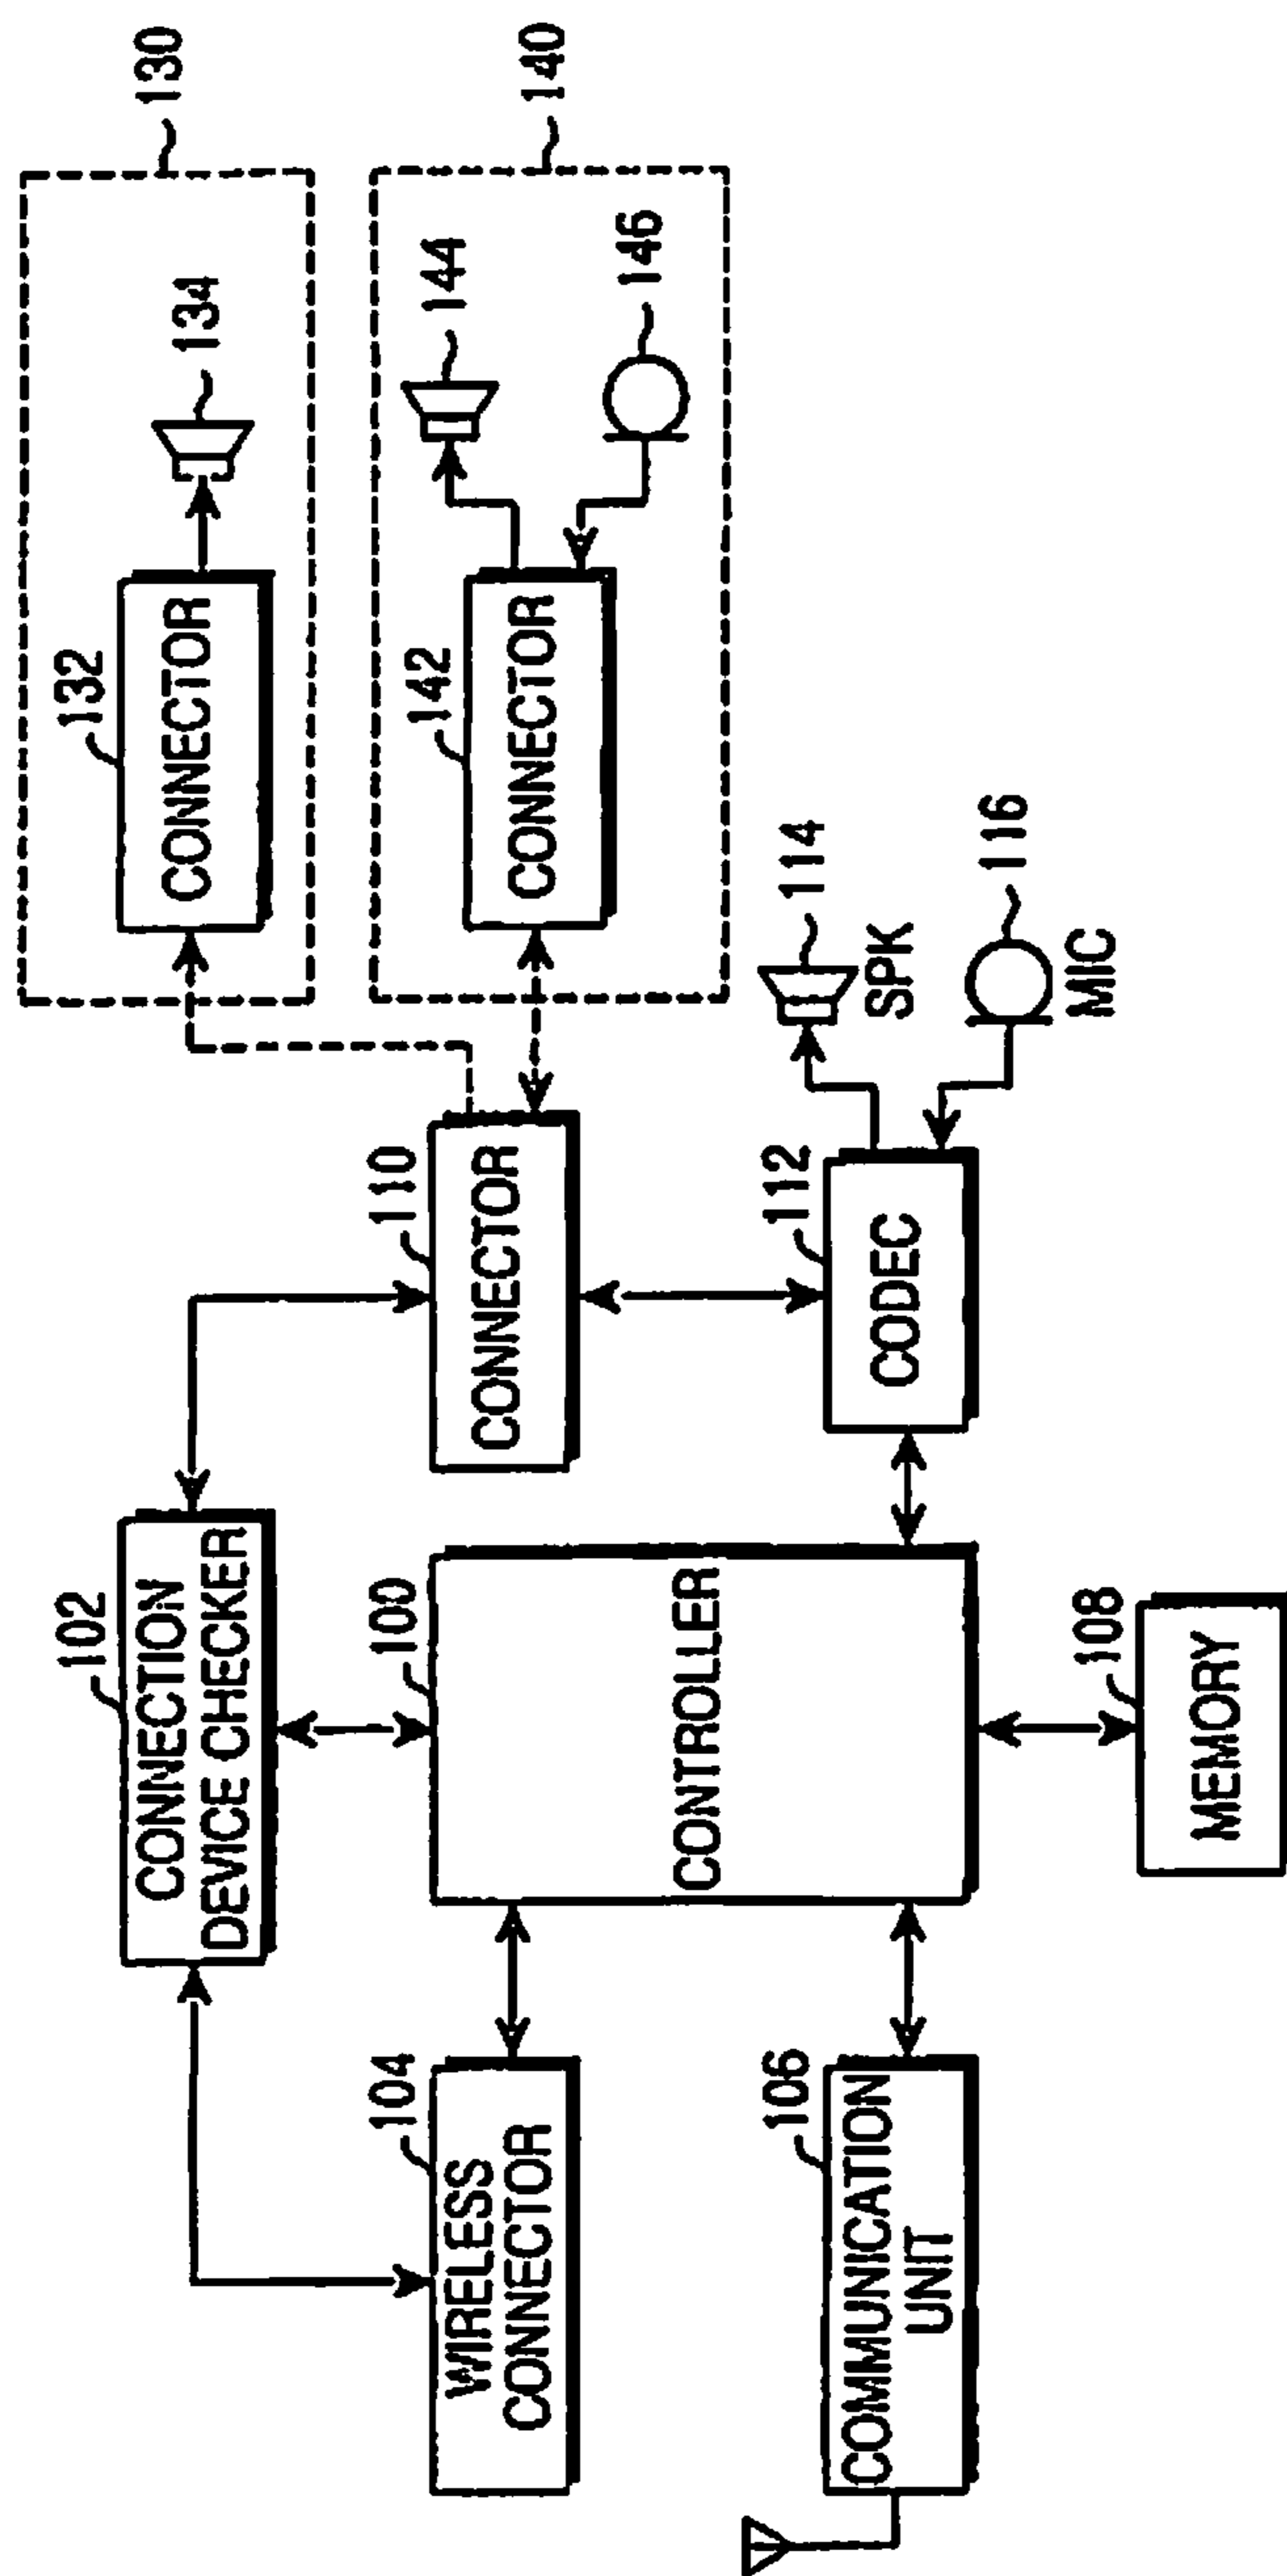 102
CONNECTION
DEVICE CHECKER
104
WIRELESS
CONNECTOR
100
CONTROLLER
110
CONNECTOR
132
CONNECTOR
134
130
142
CONNECTOR
144
146
140
106
COMMUNICATION
UNIT
112
CODEC
114
SPK
116
MIC
108
MEMORY